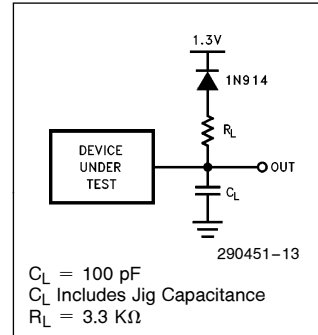 1.3V
1N914
RL
DEVICE
UNDER
TEST
OUT
CL
290451–13
CL = 100 pF
CL Includes Jig Capacitance
RL = 3.3 KΩ